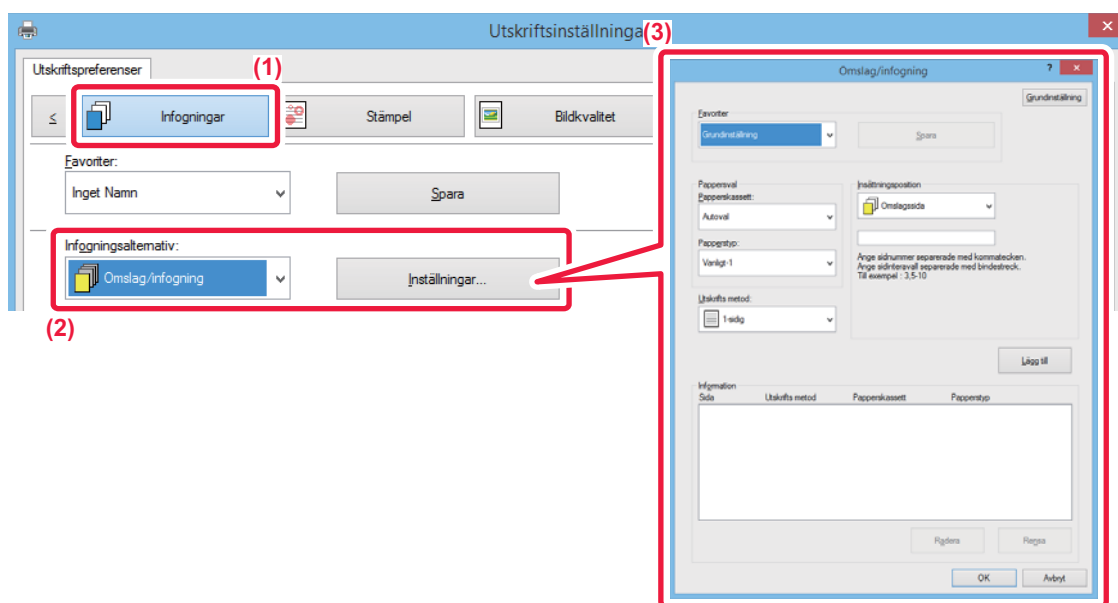 Utskriftsinställninga
(3)
Utskriftspreferenser
(1)
≤
Infogningar
Stämpel
Bildkvalitet
Favoriter:
Inget Namn
Spara
Infogningsalternativ:
Omslag/infogning
Inställningar...
(2)
Omslag/infogning
?
Grundinställning
Favoriter
Grundinställning
Spara
Pappersval
Papperskassett:
Autoval
Papperstyp:
Vanligt-1
Utskrifts metod:
1-sidig
Insättningsposition
Omslagssida
Ange sidnummer separerade med kommatecken.
Ange sidinteravall separerade med bindestreck.
Till exempel : 3,5-10
Lägg till
Information
Sida Utskrifts metod Papperskassett Papperstyp
Radera
Rensa
OK
Avbryt